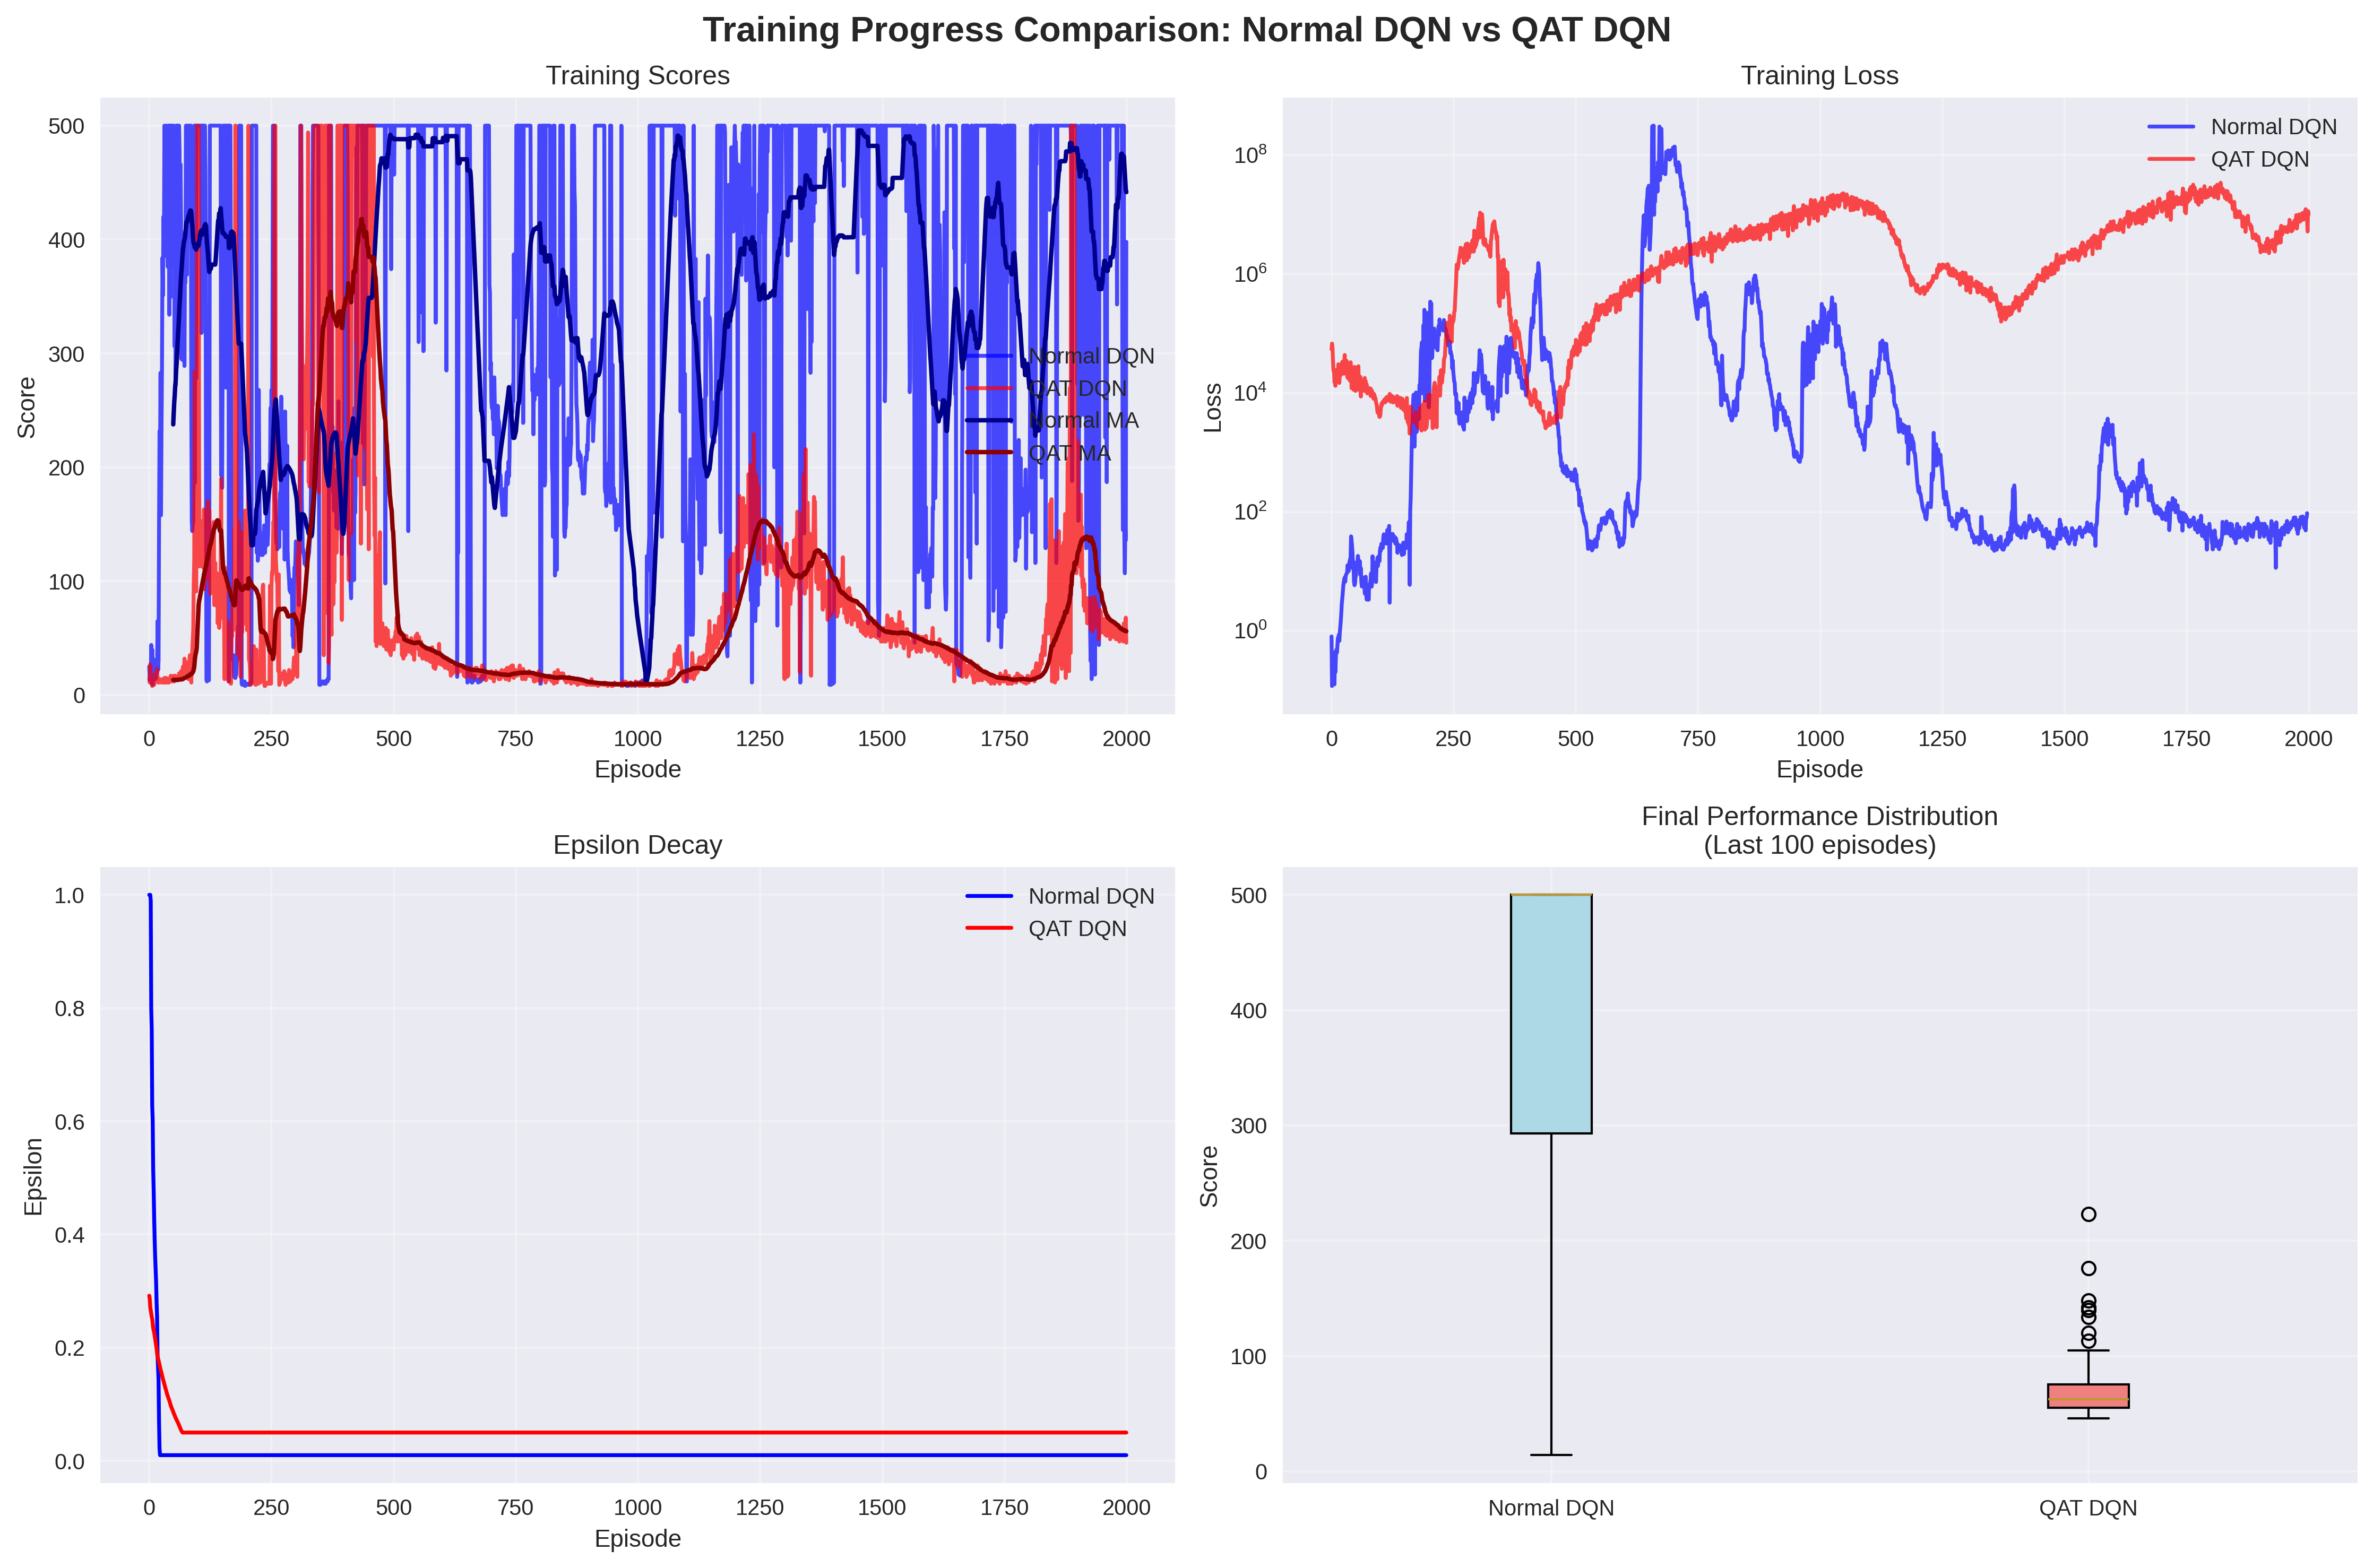 Training Progress Comparison: Normal DQN vs QAT DQN
Training Scores
Score
500
400
300
200
100
0
Normal DQN
QAT DQN
Normal MA
QAT MA
0 250 500 750 1000 1250 1500 1750 2000
Episode
Training Loss
Loss
10^8
10^6
10^4
10^2
10^0
Normal DQN
QAT DQN
0 250 500 750 1000 1250 1500 1750 2000
Episode
Epsilon Decay
Epsilon
1.0
0.8
0.6
0.4
0.2
0.0
Normal DQN
QAT DQN
0 250 500 750 1000 1250 1500 1750 2000
Episode
Final Performance Distribution
(Last 100 episodes)
Score
500
400
300
200
100
0
Normal DQN QAT DQN